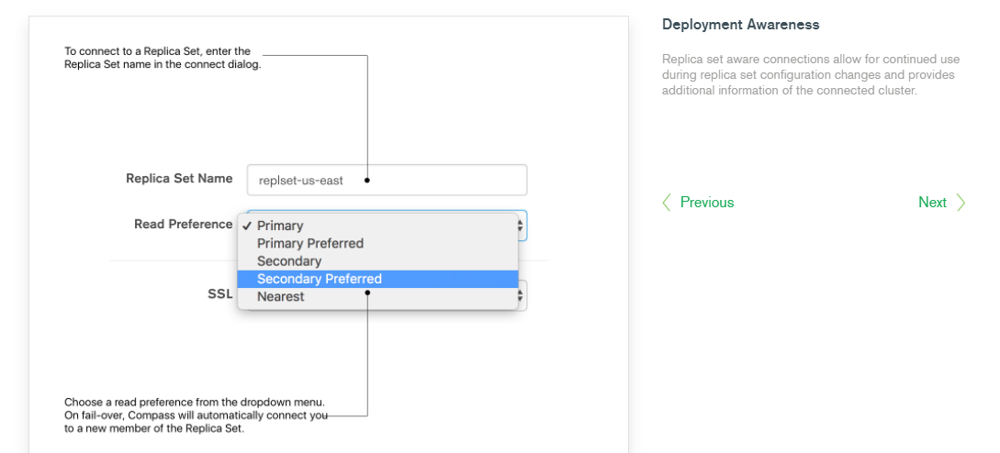 To connect to a Replica Set, enter the
Replica Set name in the connect dialog.
Replica Set Name
replset-us-east
Read Preference
✓ Primary
Primary Preferred
Secondary
Secondary Preferred
Nearest
SSL
Choose a read preference from the dropdown menu.
On fail-over, Compass will automatically connect you
to a new member of the Replica Set.
Deployment Awareness
Replica set aware connections allow for continued use
during replica set configuration changes and provides
additional information of the connected cluster.
Previous
Next